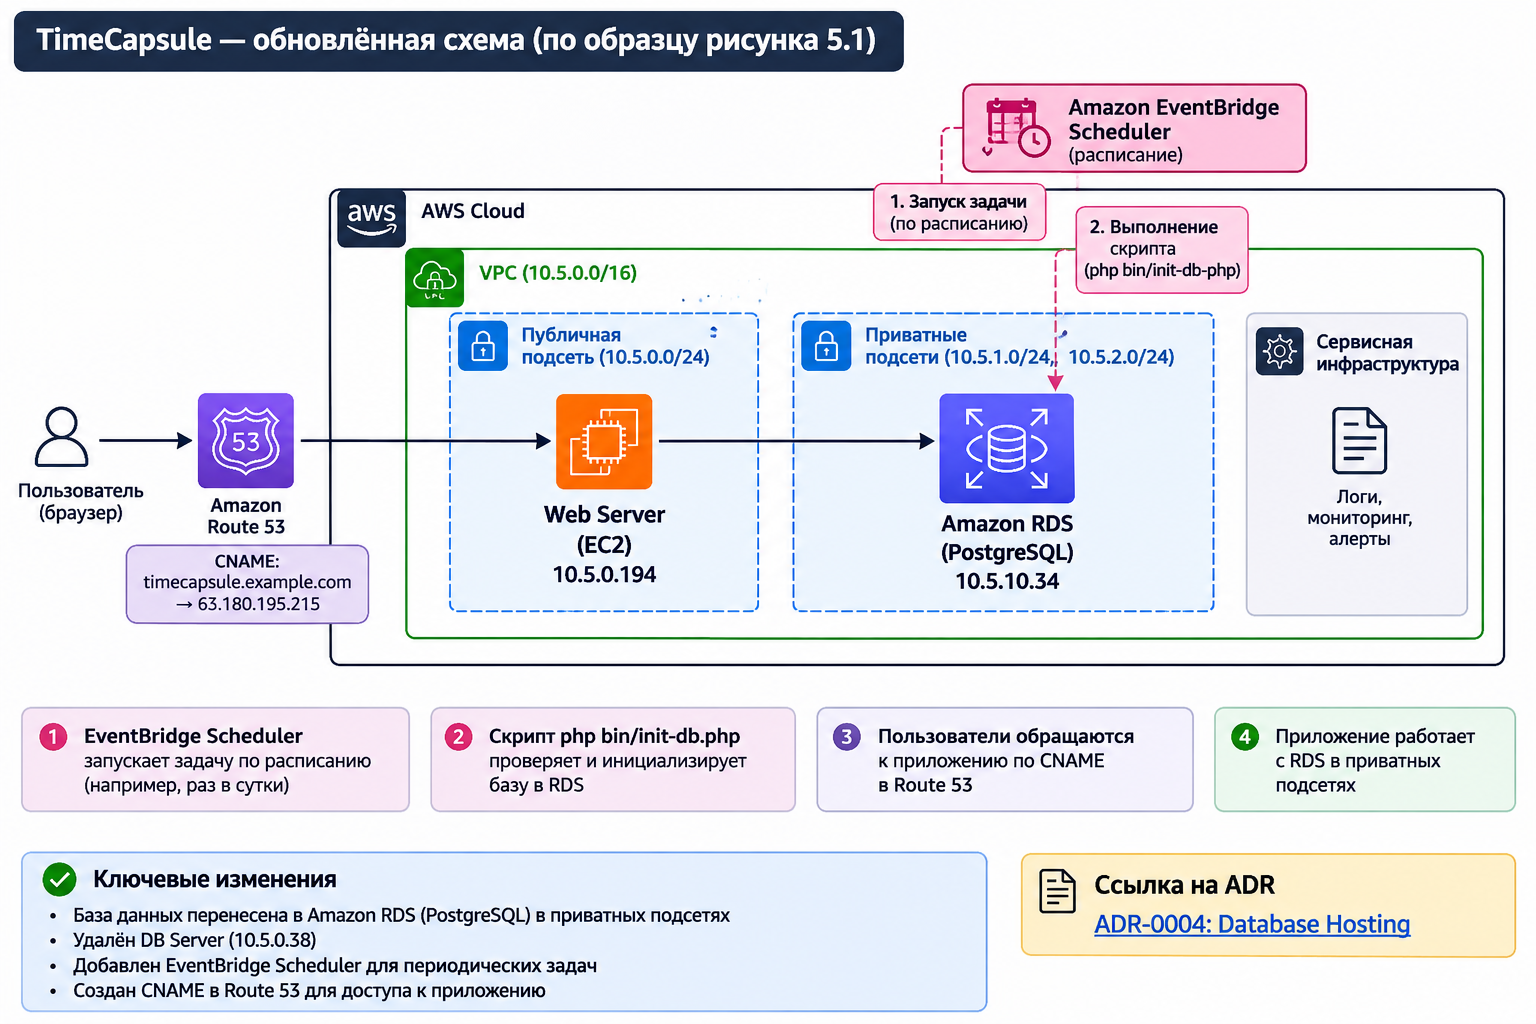 TimeCapsule — обновлённая схема (по образцу рисунка 5.1)
Amazon EventBridge
Scheduler
(расписание)
1. Запуск задачи
(по расписанию)
2. Выполнение
скрипта
(php bin/init-db-php)
aws
AWS Cloud
VPC (10.5.0.0/16)
Публичная
подсеть (10.5.0.0/24)
Приватные
подсети (10.5.1.0/24, 10.5.2.0/24)
Сервисная
инфраструктура
Пользователь
(браузер)
53
Amazon
Route 53
CNAME:
timecapsule.example.com
→ 63.180.195.215
Web Server
(EC2)
10.5.0.194
Amazon RDS
(PostgreSQL)
10.5.10.34
Логи,
мониторинг,
алерты
1 EventBridge Scheduler
запускает задачу по расписанию
(например, раз в сутки)
2 Скрипт php bin/init-db.php
проверяет и инициализирует
базу в RDS
3 Пользователи обращаются
к приложению по CNAME
в Route 53
4 Приложение работает
с RDS в приватных
подсетях
Ключевые изменения
• База данных перенесена в Amazon RDS (PostgreSQL) в приватных подсетях
• Удалён DB Server (10.5.0.38)
• Добавлен EventBridge Scheduler для периодических задач
• Создан CNAME в Route 53 для доступа к приложению
Ссылка на ADR
ADR-0004: Database Hosting